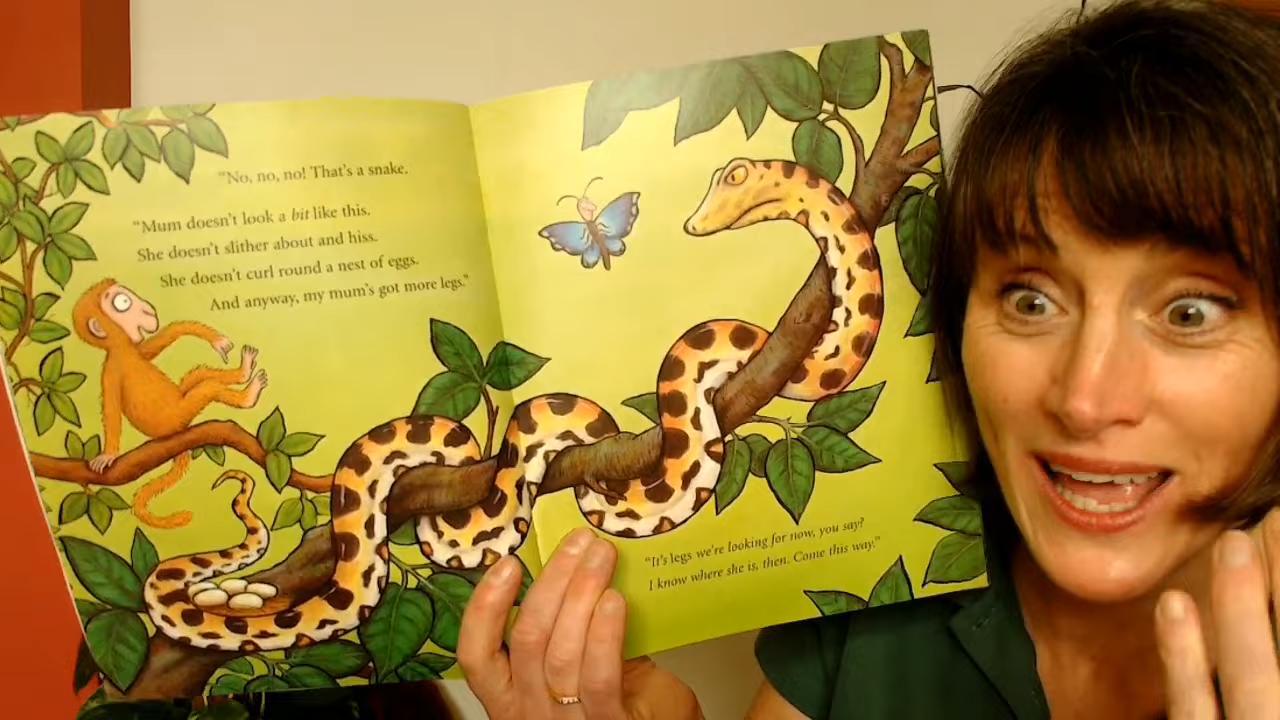 "No, no, no! That's a snake.
"Mum doesn't look a bit like this.
She doesn't slither about and hiss.
She doesn't curl round a nest of eggs.
And anyway, my mum's got more legs."
"It's legs we're looking for now, you say?
I know where she is, then. Come this way."